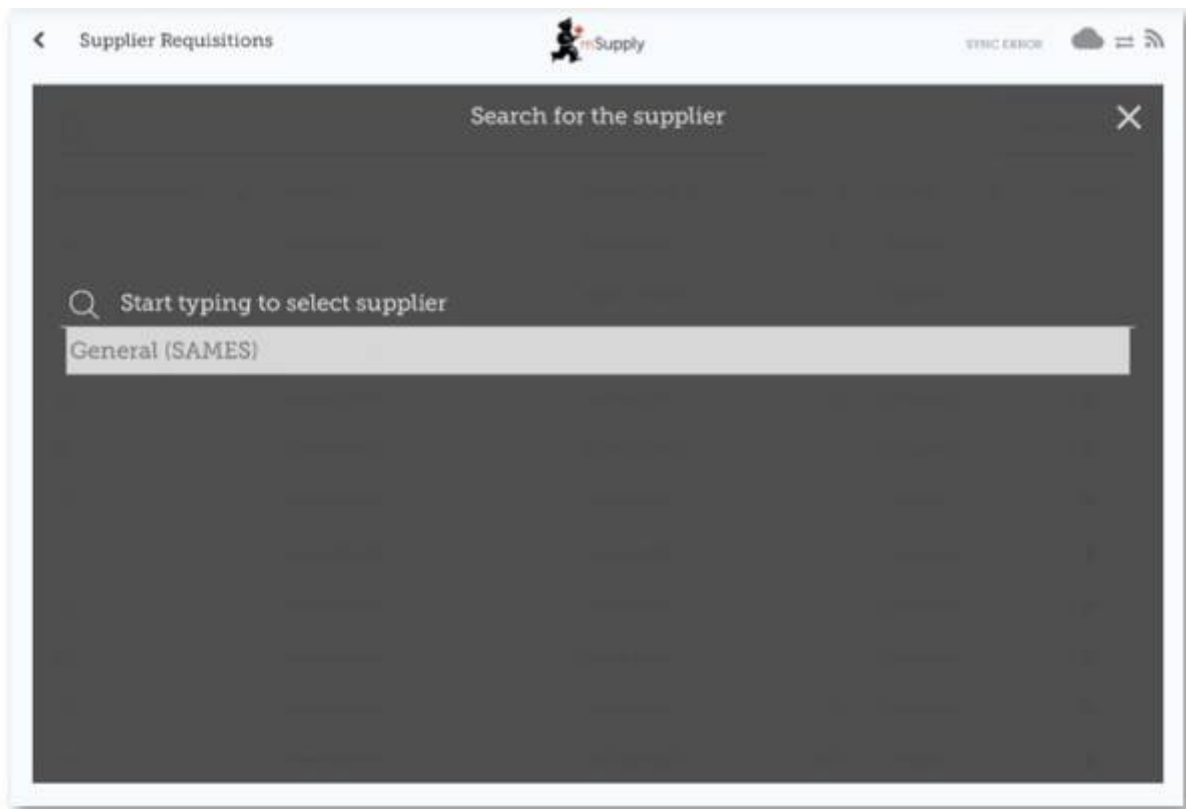 Supplier Requisitions
mSupply
SYNC ERROR
Search for the supplier
Start typing to select supplier
General (SAMES)